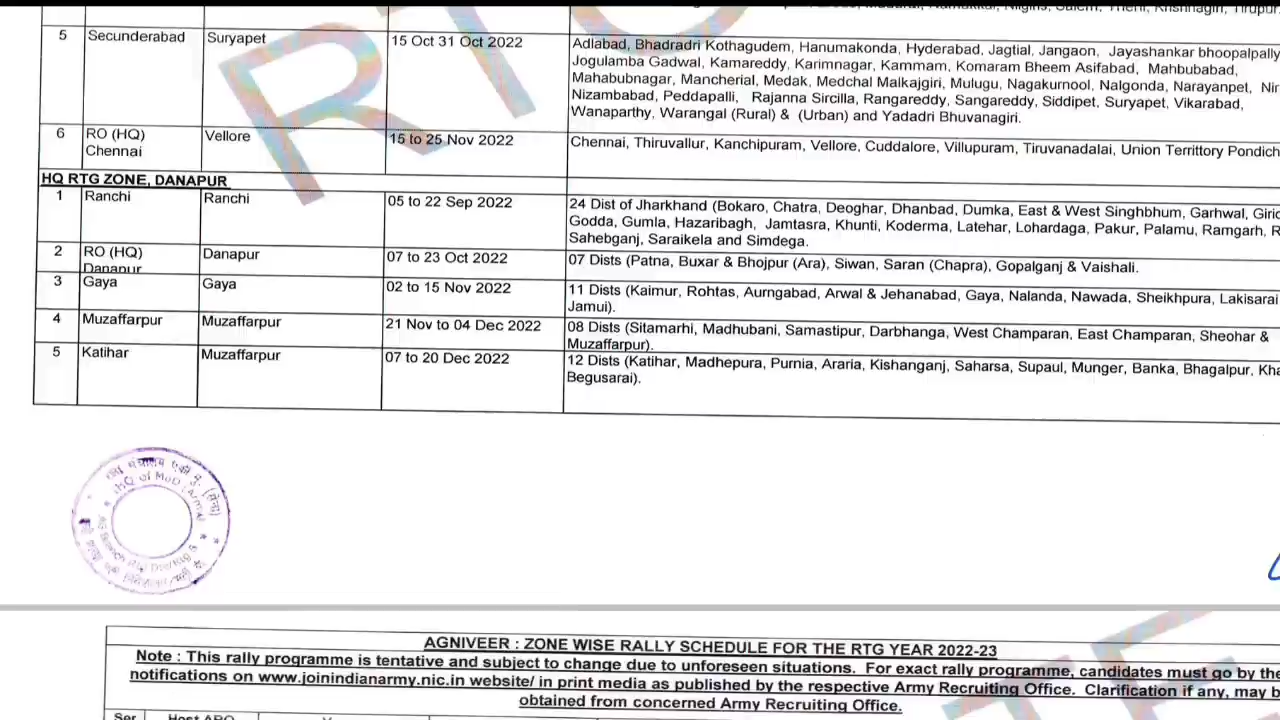 5 Secunderabad Suryapet 15 Oct 31 Oct 2022 Adlabad, Bhadradri Kothagudem, Hanumakonda, Hyderabad, Jagtial, Jangaon, Jayashankar bhoopalpally
Jogulamba Gadwal, Kamareddy, Karimnagar, Kammam, Komaram Bheem Asifabad, Mahbubabad,
Mahabubnagar, Mancherial, Medak, Medchal Malkajgiri, Mulugu, Nagakurnool, Nalgonda, Narayanpet, Nir
Nizambabad, Peddapalli, Rajanna Sircilla, Rangareddy, Sangareddy, Siddipet, Suryapet, Vikarabad,
Wanaparthy, Warangal (Rural) & (Urban) and Yadadri Bhuvanagiri.
6 RO (HQ) Vellore 15 to 25 Nov 2022 Chennai, Thiruvallur, Kanchipuram, Vellore, Cuddalore, Villupuram, Tiruvanadalai, Union Territtory Pondich
Chennai
HQ RTG ZONE, DANAPUR
1 Ranchi Ranchi 05 to 22 Sep 2022 24 Dist of Jharkhand (Bokaro, Chatra, Deoghar, Dhanbad, Dumka, East & West Singhbhum, Garhwal, Giric
Godda, Gumla, Hazaribagh, Jamtasra, Khunti, Koderma, Latehar, Lohardaga, Pakur, Palamu, Ramgarh, R
Sahebganj, Saraikela and Simdega.
2 RO (HQ) Danapur 07 to 23 Oct 2022 07 Dists (Patna, Buxar & Bhojpur (Ara), Siwan, Saran (Chapra), Gopalganj & Vaishali.
Danapur
3 Gaya Gaya 02 to 15 Nov 2022 11 Dists (Kaimur, Rohtas, Aurngabad, Arwal & Jehanabad, Gaya, Nalanda, Nawada, Sheikhpura, Lakisarai
Jamui).
4 Muzaffarpur Muzaffarpur 21 Nov to 04 Dec 2022 08 Dists (Sitamarhi, Madhubani, Samastipur, Darbhanga, West Champaran, East Champaran, Sheohar &
Muzaffarpur).
5 Katihar Muzaffarpur 07 to 20 Dec 2022 12 Dists (Katihar, Madhepura, Purnia, Araria, Kishanganj, Saharsa, Supaul, Munger, Banka, Bhagalpur, Kha
Begusarai).
IHQ of MoD (Army)
AGNIVEER : ZONE WISE RALLY SCHEDULE FOR THE RTG YEAR 2022-23
Note : This rally programme is tentative and subject to change due to unforeseen situations. For exact rally programme, candidates must go by the
notifications on www.joinindianarmy.nic.in website/ in print media as published by the respective Army Recruiting Office. Clarification if any, may b
obtained from concerned Army Recruiting Office.
Ser Host ARO